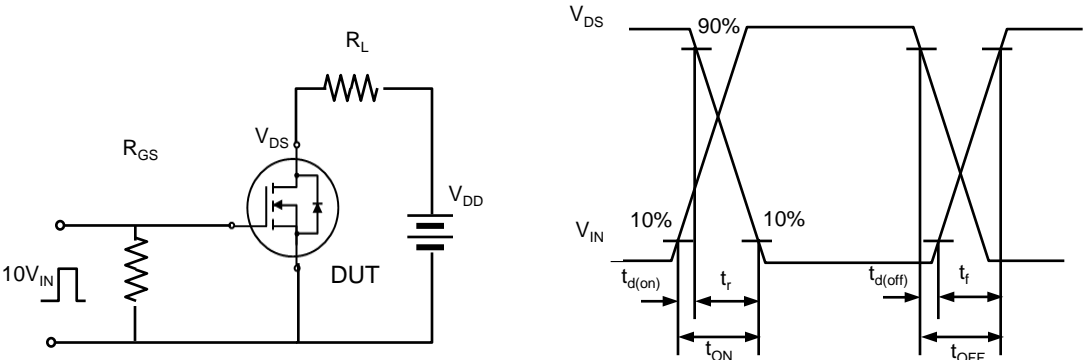 R_L
R_GS
V_DS
V_DD
10V_IN
DUT
V_DS
90%
10%
10%
V_IN
t_d(on)
t_r
t_d(off)
t_f
t_ON
t_OFF